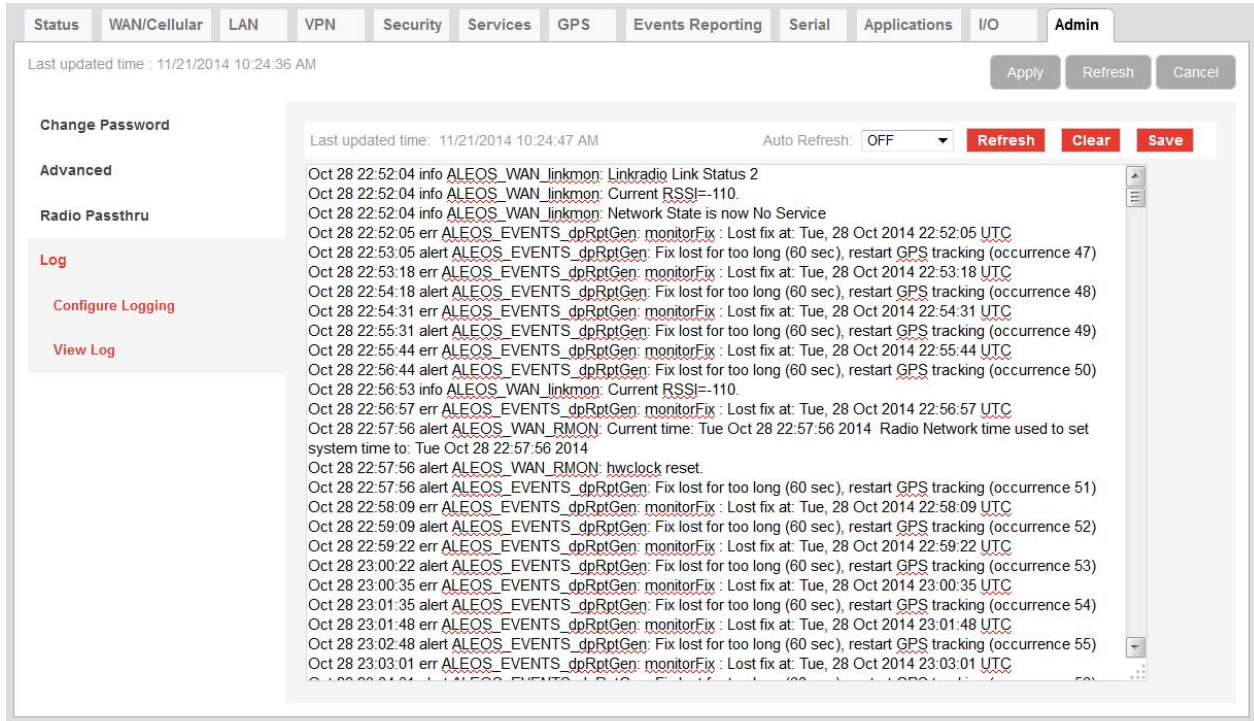 Status WAN/Cellular LAN VPN Security Services GPS Events Reporting Serial Applications I/O Admin
Last updated time : 11/21/2014 10:24:36 AM
Apply Refresh Cancel
Change Password
Advanced
Radio Passthru
Log
Configure Logging
View Log
Last updated time: 11/21/2014 10:24:47 AM Auto Refresh: OFF Refresh Clear Save
Oct 28 22:52:04 info ALEOS_WAN_linkmon: Linkradio Link Status 2
Oct 28 22:52:04 info ALEOS_WAN_linkmon: Current RSSI=-110.
Oct 28 22:52:04 info ALEOS_WAN_linkmon: Network State is now No Service
Oct 28 22:52:05 err ALEOS_EVENTS_dpRptGen: monitorFix : Lost fix at: Tue, 28 Oct 2014 22:52:05 UTC
Oct 28 22:53:05 alert ALEOS_EVENTS_dpRptGen: Fix lost for too long (60 sec), restart GPS tracking (occurrence 47)
Oct 28 22:53:18 err ALEOS_EVENTS_dpRptGen: monitorFix : Lost fix at: Tue, 28 Oct 2014 22:53:18 UTC
Oct 28 22:54:18 alert ALEOS_EVENTS_dpRptGen: Fix lost for too long (60 sec), restart GPS tracking (occurrence 48)
Oct 28 22:54:31 err ALEOS_EVENTS_dpRptGen: monitorFix : Lost fix at: Tue, 28 Oct 2014 22:54:31 UTC
Oct 28 22:55:31 alert ALEOS_EVENTS_dpRptGen: Fix lost for too long (60 sec), restart GPS tracking (occurrence 49)
Oct 28 22:55:44 err ALEOS_EVENTS_dpRptGen: monitorFix : Lost fix at: Tue, 28 Oct 2014 22:55:44 UTC
Oct 28 22:56:44 alert ALEOS_EVENTS_dpRptGen: Fix lost for too long (60 sec), restart GPS tracking (occurrence 50)
Oct 28 22:56:53 info ALEOS_WAN_linkmon: Current RSSI=-110.
Oct 28 22:56:57 err ALEOS_EVENTS_dpRptGen: monitorFix : Lost fix at: Tue, 28 Oct 2014 22:56:57 UTC
Oct 28 22:57:56 alert ALEOS_WAN_RMON: Current time: Tue Oct 28 22:57:56 2014 Radio Network time used to set
system time to: Tue Oct 28 22:57:56 2014
Oct 28 22:57:56 alert ALEOS_WAN_RMON: hwclock reset.
Oct 28 22:57:56 alert ALEOS_EVENTS_dpRptGen: Fix lost for too long (60 sec), restart GPS tracking (occurrence 51)
Oct 28 22:58:09 err ALEOS_EVENTS_dpRptGen: monitorFix : Lost fix at: Tue, 28 Oct 2014 22:58:09 UTC
Oct 28 22:59:09 alert ALEOS_EVENTS_dpRptGen: Fix lost for too long (60 sec), restart GPS tracking (occurrence 52)
Oct 28 22:59:22 err ALEOS_EVENTS_dpRptGen: monitorFix : Lost fix at: Tue, 28 Oct 2014 22:59:22 UTC
Oct 28 23:00:22 alert ALEOS_EVENTS_dpRptGen: Fix lost for too long (60 sec), restart GPS tracking (occurrence 53)
Oct 28 23:00:35 err ALEOS_EVENTS_dpRptGen: monitorFix : Lost fix at: Tue, 28 Oct 2014 23:00:35 UTC
Oct 28 23:01:35 alert ALEOS_EVENTS_dpRptGen: Fix lost for too long (60 sec), restart GPS tracking (occurrence 54)
Oct 28 23:01:48 err ALEOS_EVENTS_dpRptGen: monitorFix : Lost fix at: Tue, 28 Oct 2014 23:01:48 UTC
Oct 28 23:02:48 alert ALEOS_EVENTS_dpRptGen: Fix lost for too long (60 sec), restart GPS tracking (occurrence 55)
Oct 28 23:03:01 err ALEOS_EVENTS_dpRptGen: monitorFix : Lost fix at: Tue, 28 Oct 2014 23:03:01 UTC